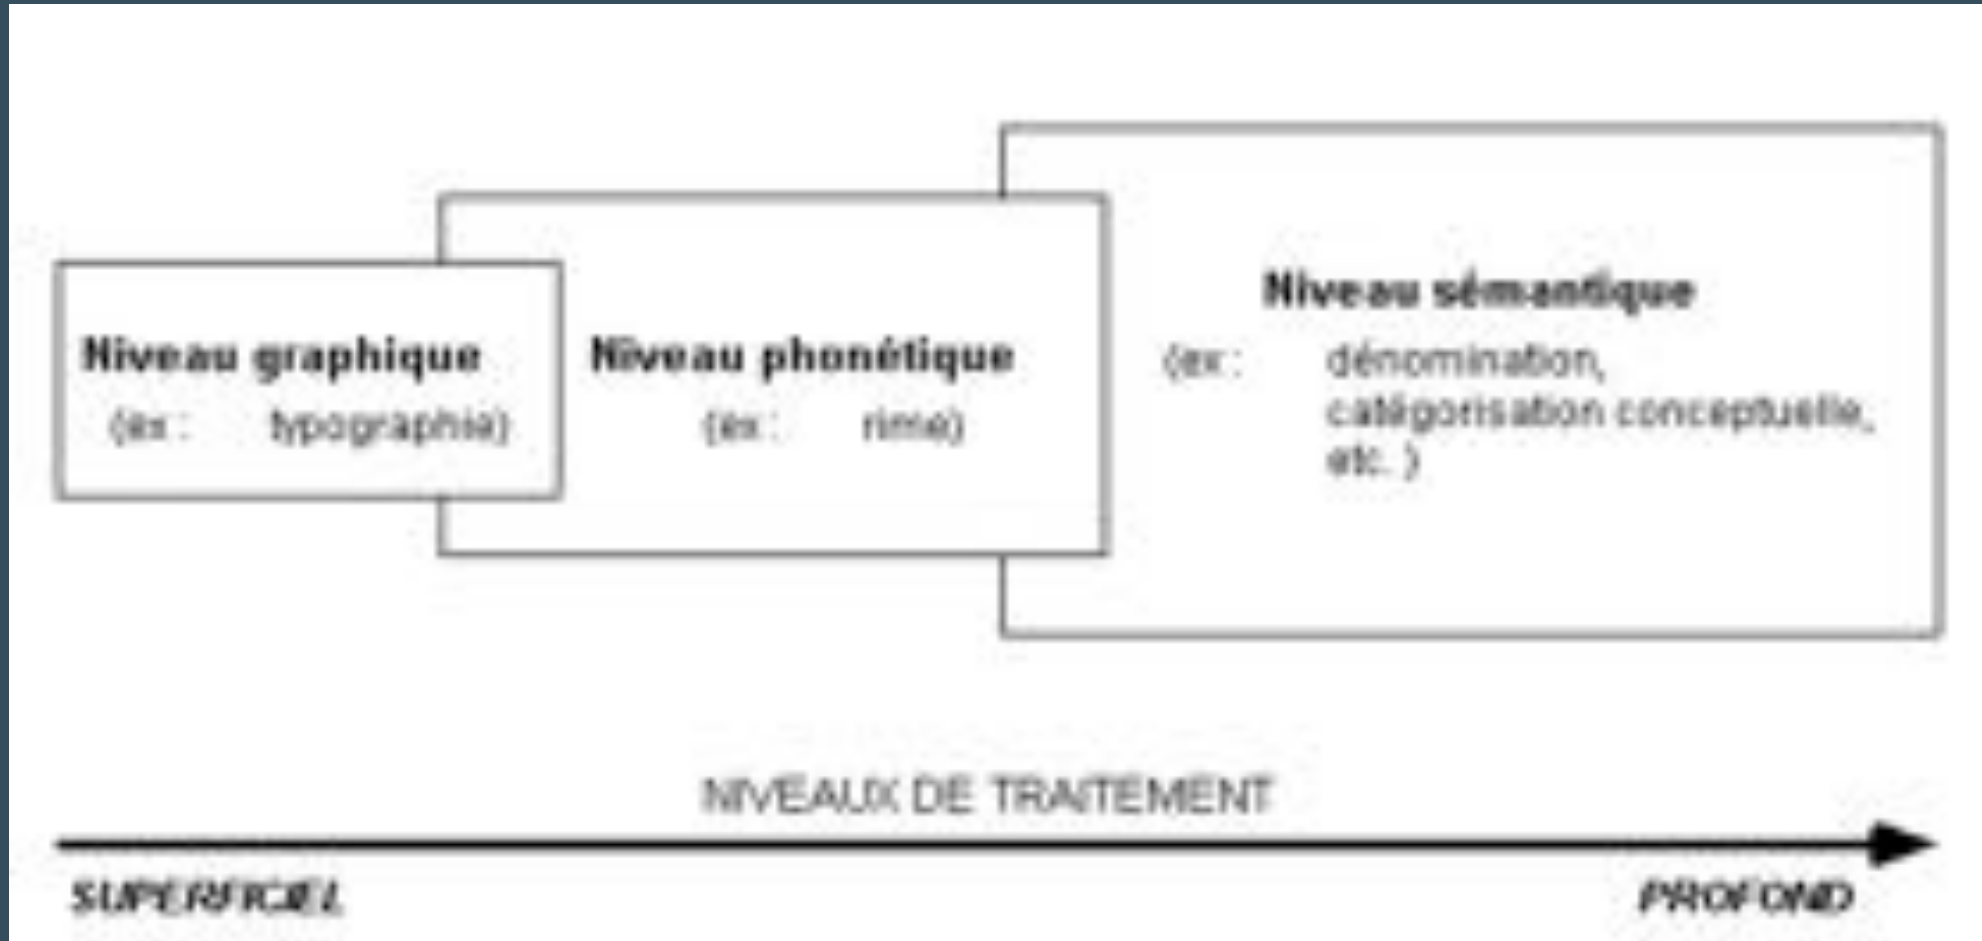 Niveau graphique
(ex : typographie)
Niveau phonétique
(ex : rime)
Niveau sémantique
(ex : dénomination,
catégorisation conceptuelle,
etc. )
NIVEAUX DE TRAITEMENT
SUPERFICIEL
PROFOND